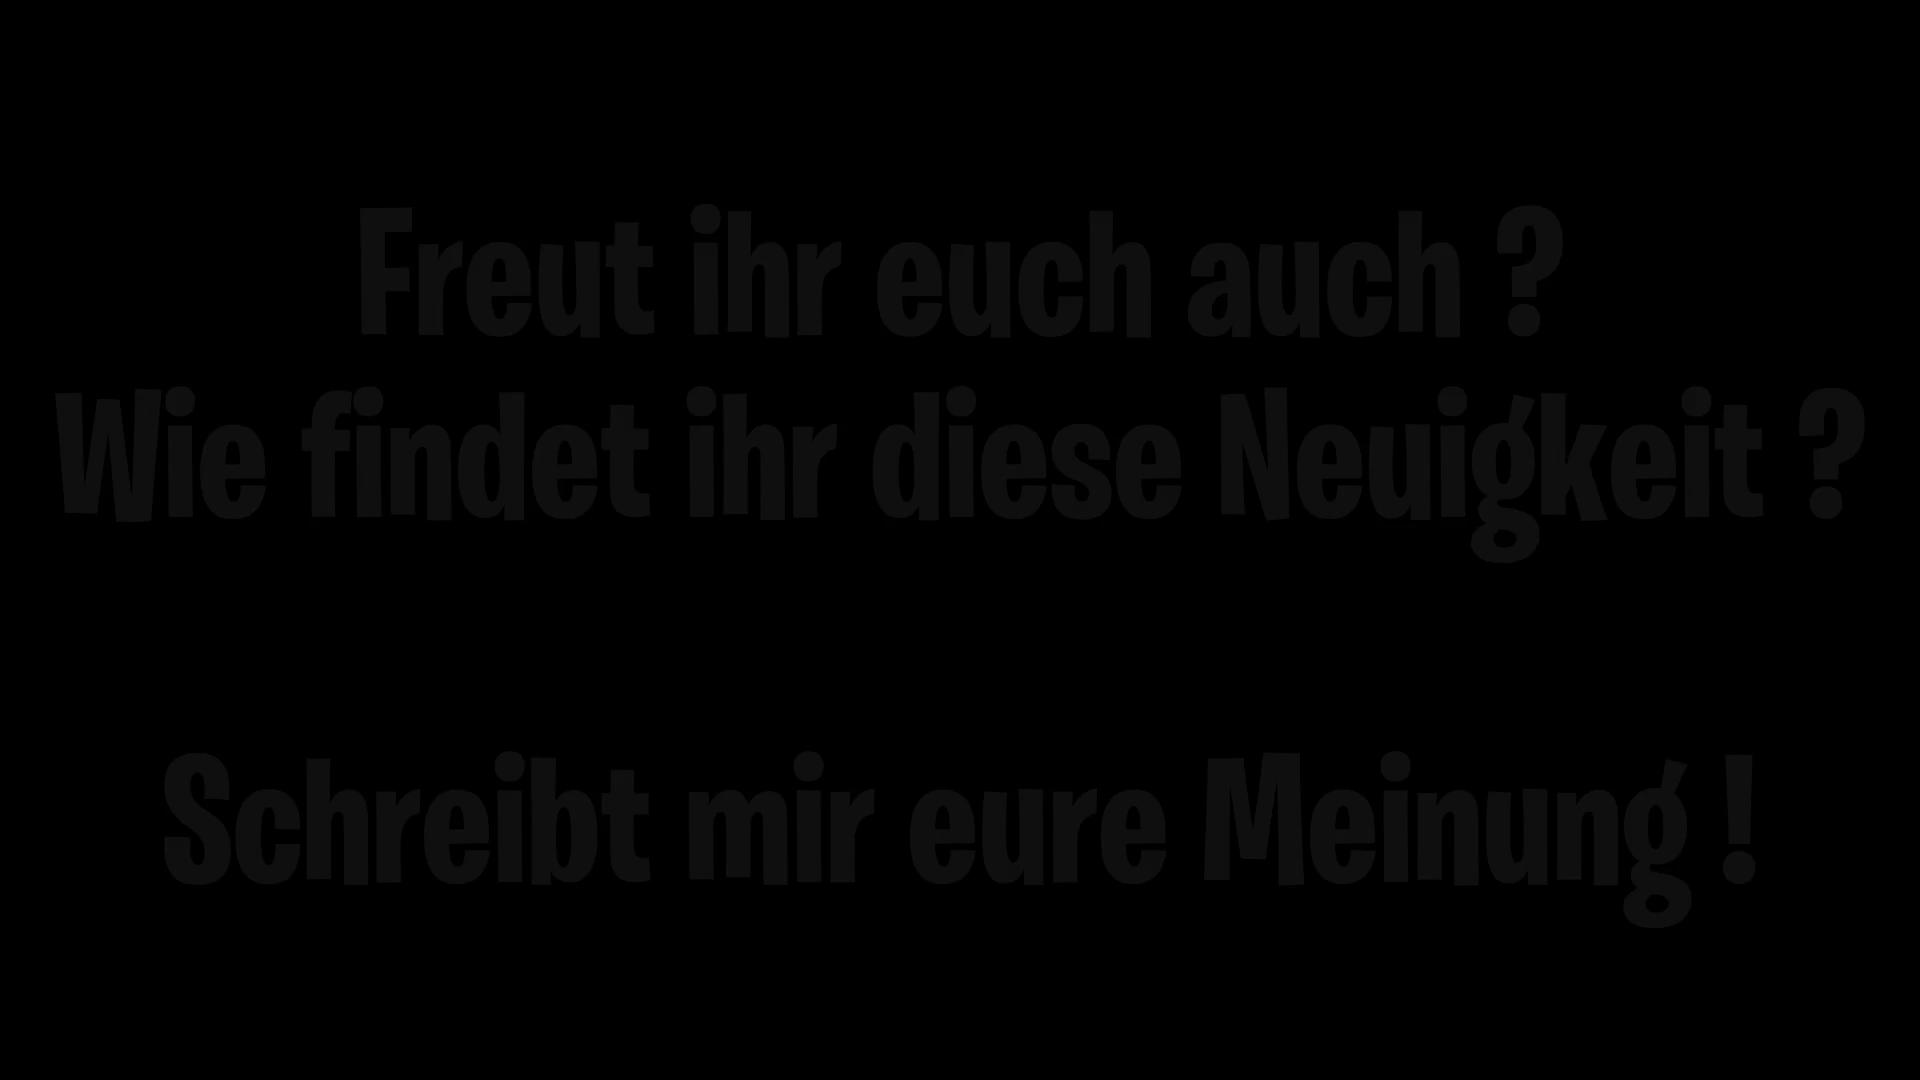 Freut ihr euch auch ?
Wie findet ihr diese Neuigkeit ?
Schreibt mir eure Meinung !